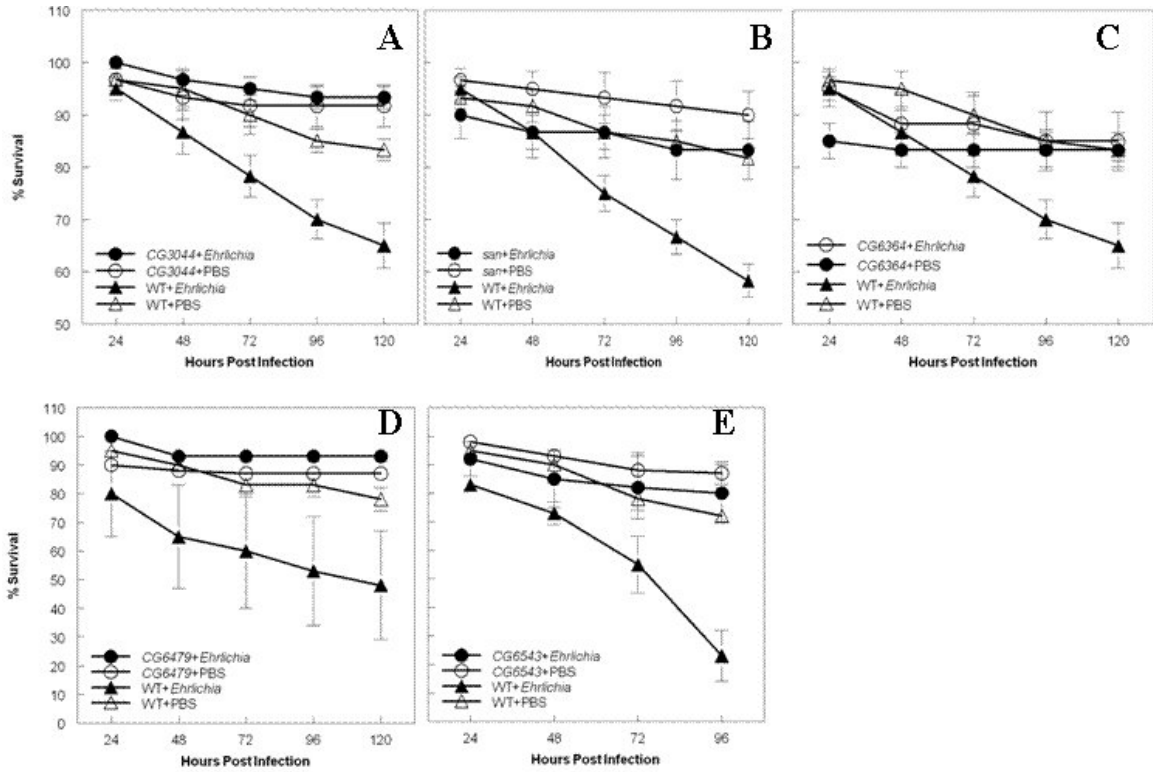 A
B
C
110
100
90
80
70
60
50
% Survival
CG3044+Ehrlichia
CG3044+PBS
WT+Ehrlichia
WT+PBS
san+Ehrlichia
san+PBS
WT+Ehrlichia
WT+PBS
CG6364+Ehrlichia
CG6364+PBS
WT+Ehrlichia
WT+PBS
24 48 72 96 120
24 48 72 96 120
24 48 72 96 120
Hours Post Infection
Hours Post Infection
Hours Post Infection
D
E
110
100
90
80
70
60
50
40
30
20
10
0
% Survival
CG6479+Ehrlichia
CG6479+PBS
WT+Ehrlichia
WT+PBS
CG6543+Ehrlichia
CG6543+PBS
WT+Ehrlichia
WT+PBS
24 48 72 96 120
24 48 72 96
Hours Post Infection
Hours Post Infection